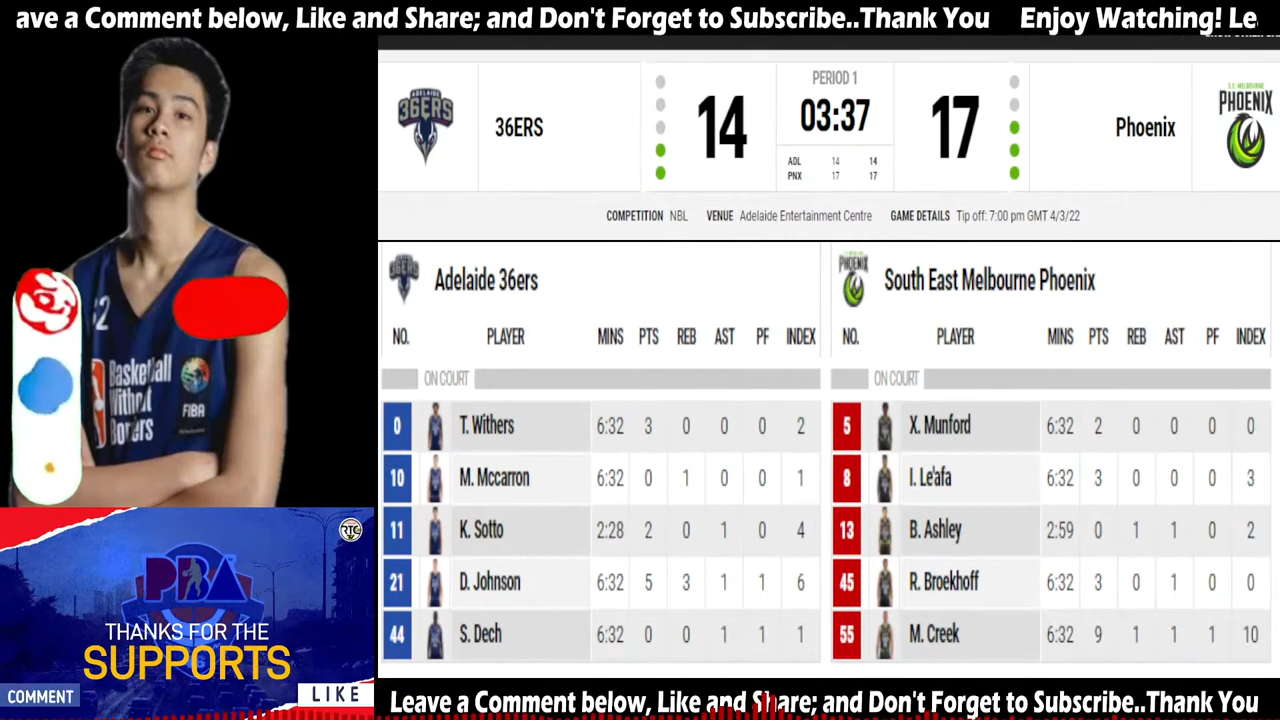 ave a Comment below, Like and Share; and Don't Forget to Subscribe..Thank You Enjoy Watching! Le
ADELAIDE
36ERS
36ERS
14
PERIOD 1
03:37
ADL 14 14
PNX 17 17
17
Phoenix
S.E. MELBOURNE
PHOENIX
COMPETITION NBL VENUE Adelaide Entertainment Centre GAME DETAILS Tip off: 7:00 pm GMT 4/3/22
36ERS
Adelaide 36ers
NO. PLAYER MINS PTS REB AST PF INDEX
ON COURT
0 T. Withers 6:32 3 0 0 0 2
10 M. Mccarron 6:32 0 1 0 0 1
11 K. Sotto 2:28 2 0 1 0 4
21 D. Johnson 6:32 5 3 1 1 6
44 S. Dech 6:32 0 0 1 1 1
PHOENIX
South East Melbourne Phoenix
NO. PLAYER MINS PTS REB AST PF INDEX
ON COURT
5 X. Munford 6:32 2 0 0 0 0
8 I. Le'afa 6:32 3 0 0 0 3
13 B. Ashley 2:59 0 1 1 0 2
45 R. Broekhoff 6:32 3 0 1 0 0
55 M. Creek 6:32 9 1 1 1 10
2
Basketball
Without
Borders
FIBA
RTC
PBA
THANKS FOR THE
SUPPORTS
COMMENT
LIKE
Leave a Comment below, Like and Share; and Don't Forget to Subscribe..Thank You